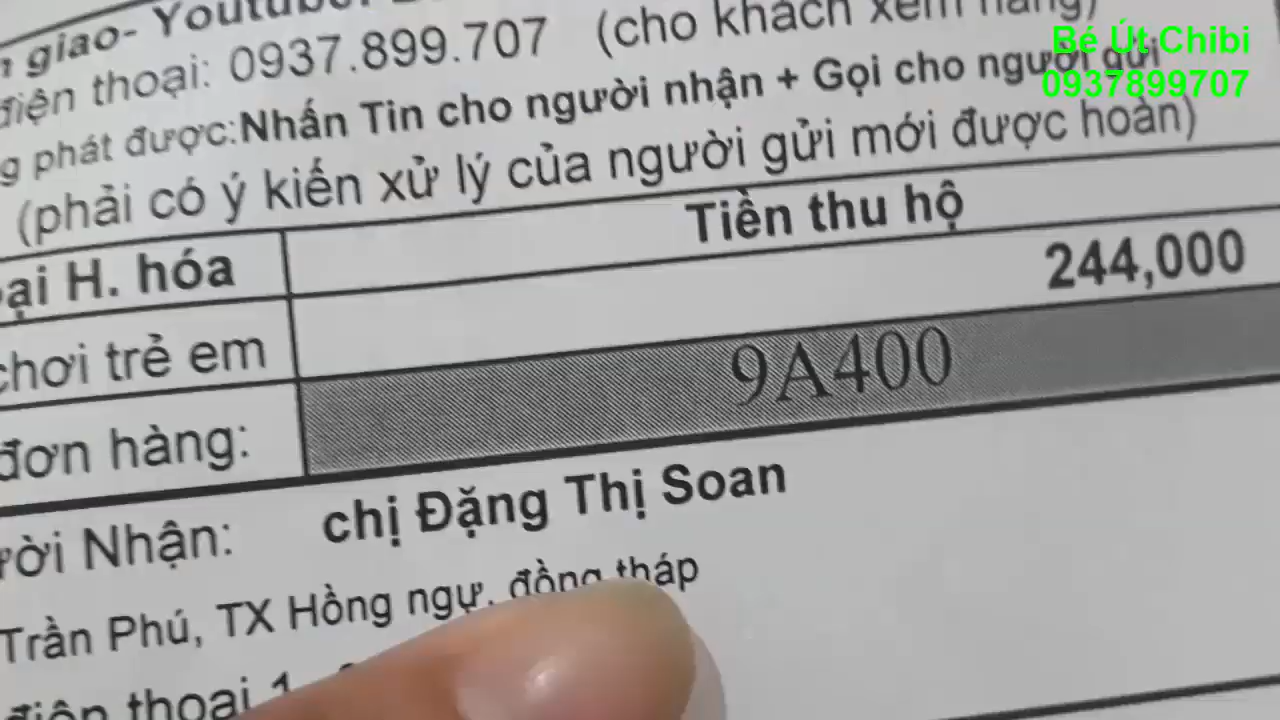 giao- Youtuber
điện thoại: 0937.899.707 (cho khách xem hàng)
g phát được:Nhấn Tin cho người nhận + Gọi cho người gửi
(phải có ý kiến xử lý của người gửi mới được hoàn)
ại H. hóa Tiền thu hộ
244,000
chơi trẻ em
đơn hàng: 9A400
ười Nhận: chị Đặng Thị Soan
Trần Phú, TX Hồng ngự, đồng tháp
điện thoại 1
Bé Út Chibi
0937899707